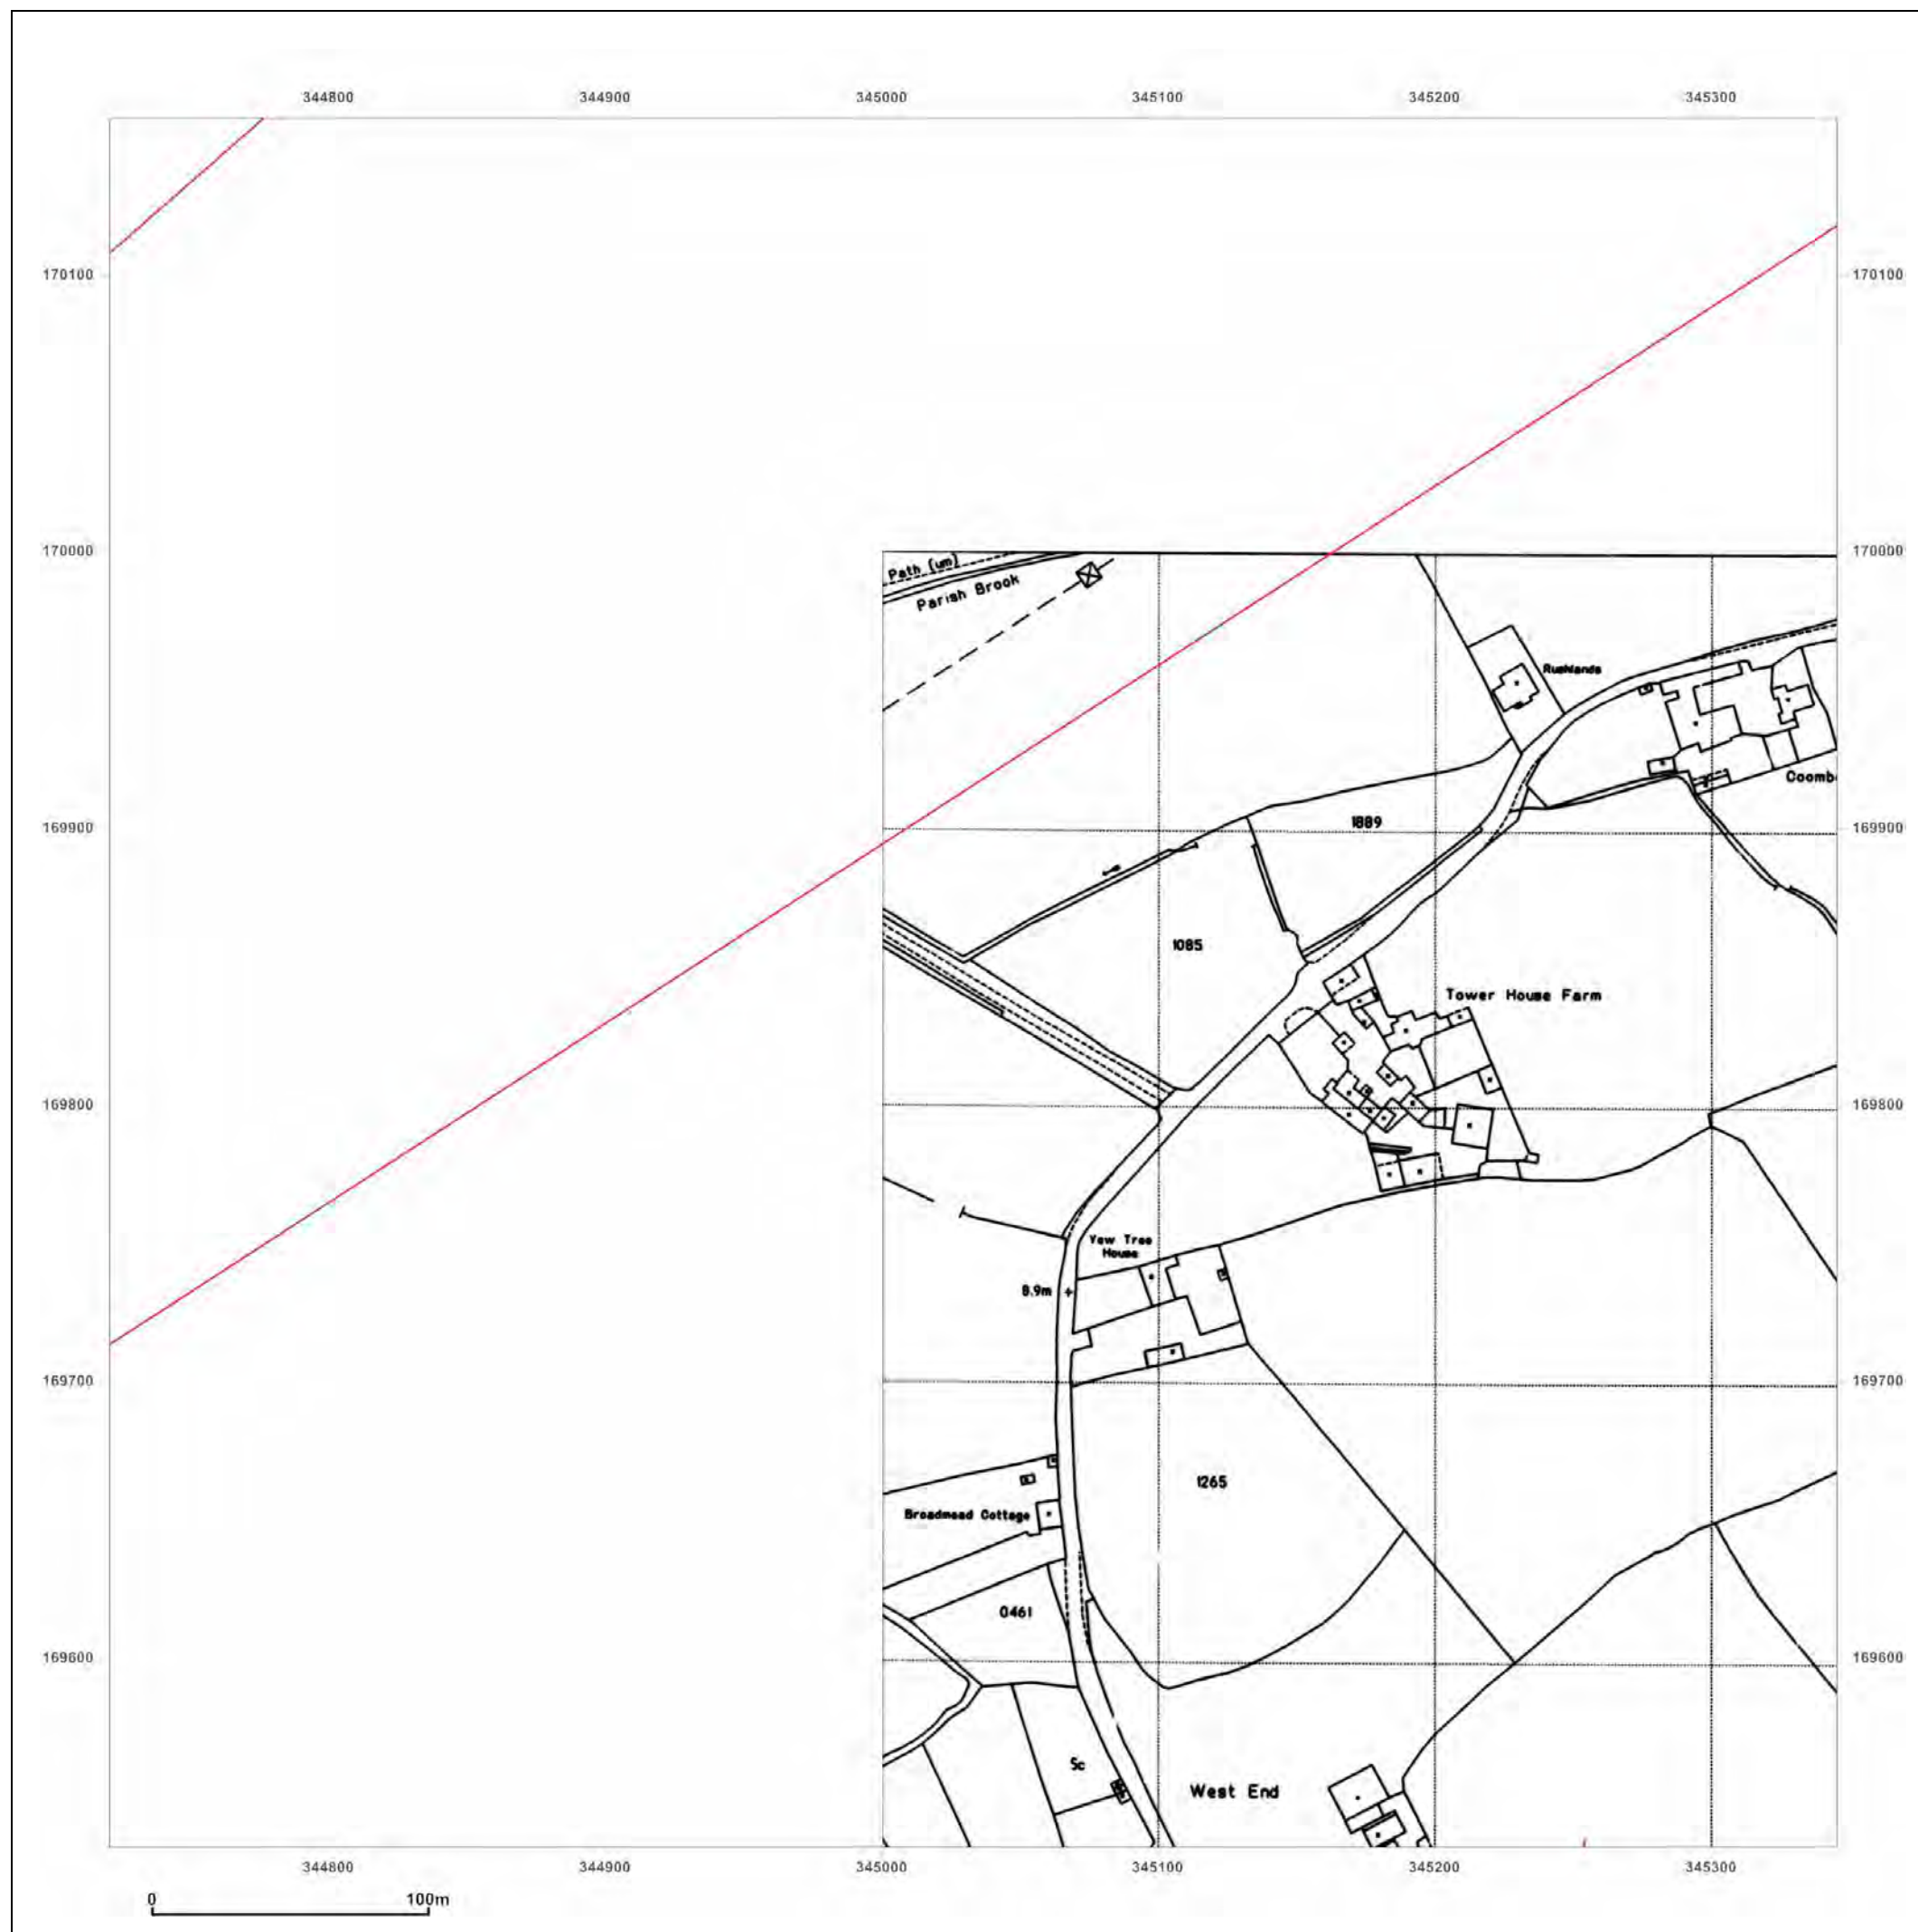 344800 344900 345000 345100 345200 345300
170100 170100
170000 170000
Path (um)
Parish Brook
Rushlands
Coomb
169900 169900
1889
1085
Tower House Farm
169800 169800
Yew Tree
House
8.9m
169700 169700
1265
Broadmead Cottage
0461
169600 169600
Sc
West End
344800 344900 345000 345100 345200 345300
0 100m